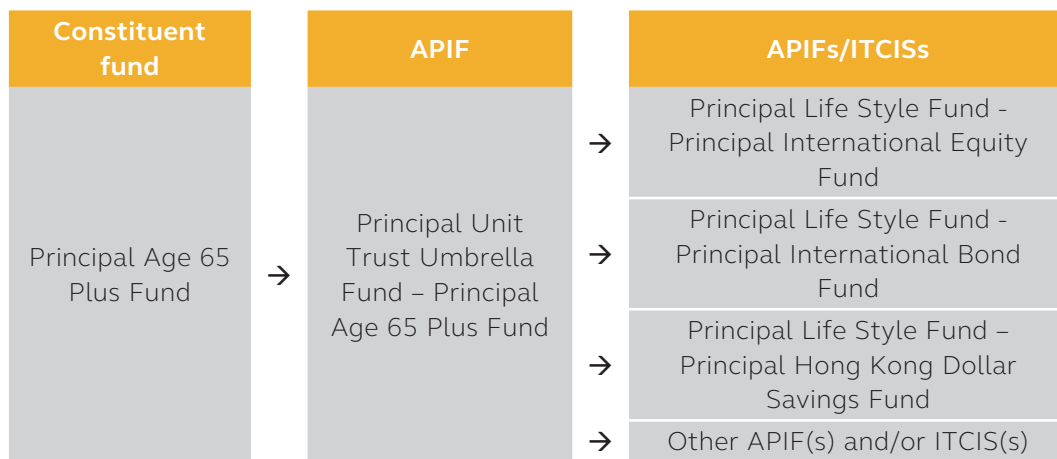 Constituent
fund
APIF
APIFs/ITCISs
Principal Age 65
Plus Fund
→
Principal Unit
Trust Umbrella
Fund – Principal
Age 65 Plus Fund
→
Principal Life Style Fund -
Principal International Equity
Fund
→
Principal Life Style Fund -
Principal International Bond
Fund
→
Principal Life Style Fund –
Principal Hong Kong Dollar
Savings Fund
→
Other APIF(s) and/or ITCIS(s)